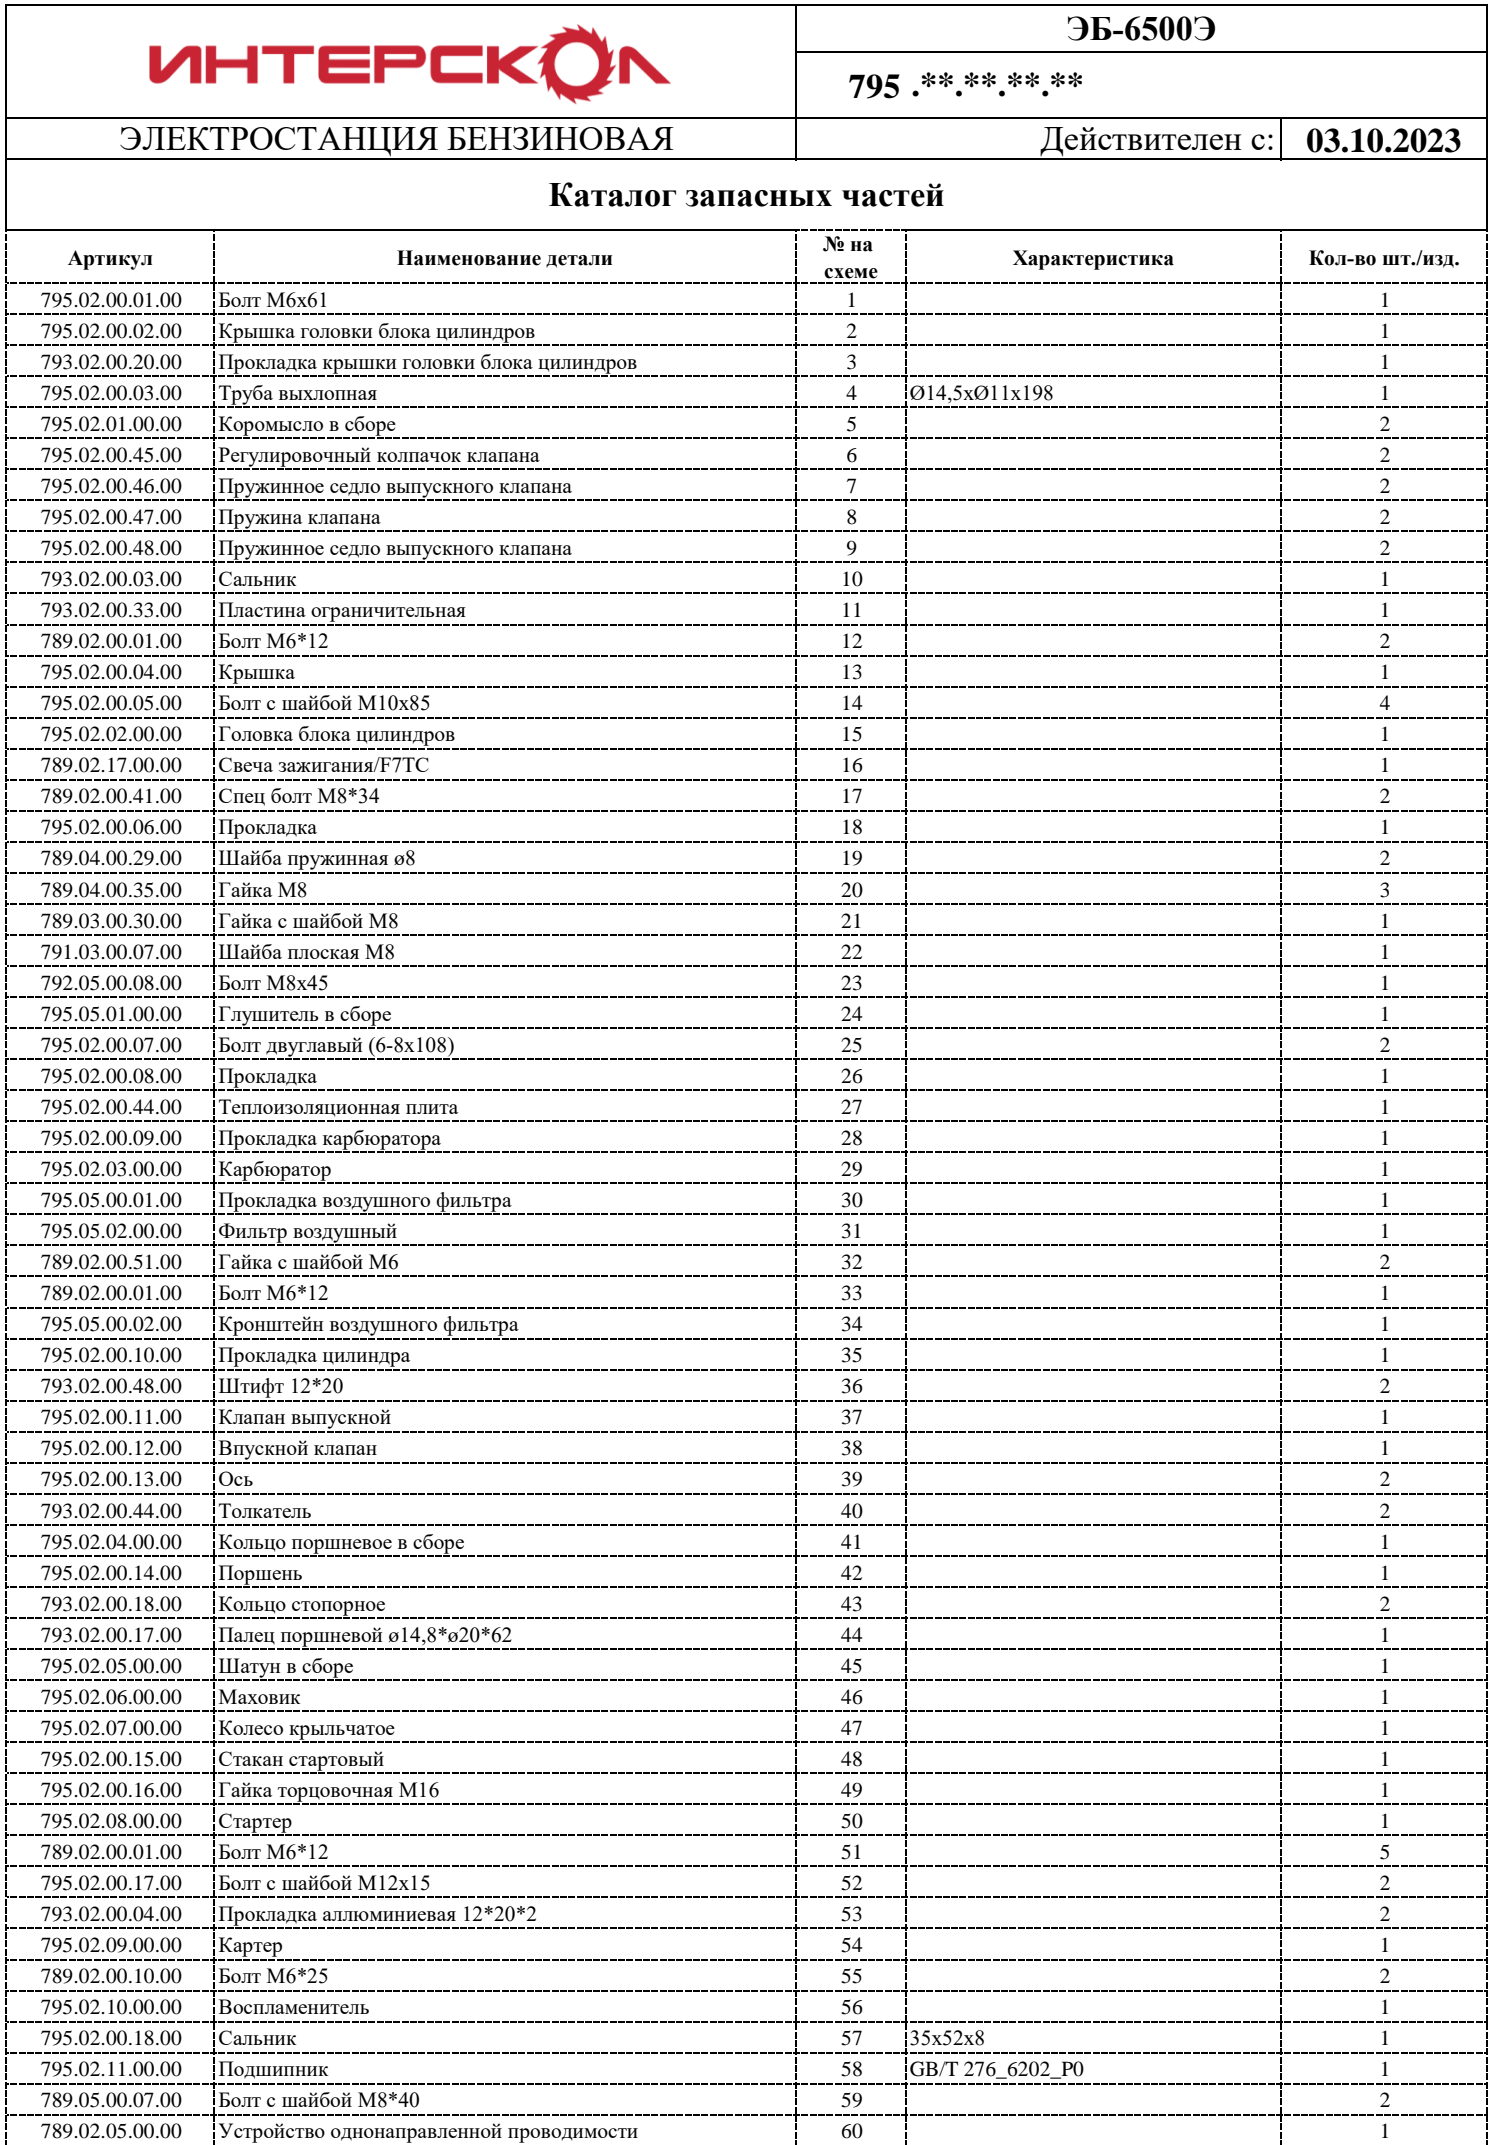 ИНТЕРСКОЛ
ЭБ-6500Э
795 .**.**.**.**
ЭЛЕКТРОСТАНЦИЯ БЕНЗИНОВАЯ Действителен с: 03.10.2023
Каталог запасных частей
Артикул Наименование детали № на схеме Характеристика Кол-во шт./изд.
795.02.00.01.00 Болт М6х61 1 1
795.02.00.02.00 Крышка головки блока цилиндров 2 1
793.02.00.20.00 Прокладка крышки головки блока цилиндров 3 1
795.02.00.03.00 Труба выхлопная 4 Ø14,5xØ11x198 1
795.02.01.00.00 Коромысло в сборе 5 2
795.02.00.45.00 Регулировочный колпачок клапана 6 2
795.02.00.46.00 Пружинное седло выпускного клапана 7 2
795.02.00.47.00 Пружина клапана 8 2
795.02.00.48.00 Пружинное седло выпускного клапана 9 2
793.02.00.03.00 Сальник 10 1
793.02.00.33.00 Пластина ограничительная 11 1
789.02.00.01.00 Болт М6*12 12 2
795.02.00.04.00 Крышка 13 1
795.02.00.05.00 Болт с шайбой М10х85 14 4
795.02.02.00.00 Головка блока цилиндров 15 1
789.02.17.00.00 Свеча зажигания/F7TC 16 1
789.02.00.41.00 Спец болт М8*34 17 2
795.02.00.06.00 Прокладка 18 1
789.04.00.29.00 Шайба пружинная ø8 19 2
789.04.00.35.00 Гайка М8 20 3
789.03.00.30.00 Гайка с шайбой М8 21 1
791.03.00.07.00 Шайба плоская М8 22 1
792.05.00.08.00 Болт М8х45 23 1
795.05.01.00.00 Глушитель в сборе 24 1
795.02.00.07.00 Болт двуглавый (6-8х108) 25 2
795.02.00.08.00 Прокладка 26 1
795.02.00.44.00 Теплоизоляционная плита 27 1
795.02.00.09.00 Прокладка карбюратора 28 1
795.02.03.00.00 Карбюратор 29 1
795.05.00.01.00 Прокладка воздушного фильтра 30 1
795.05.02.00.00 Фильтр воздушный 31 1
789.02.00.51.00 Гайка с шайбой М6 32 2
789.02.00.01.00 Болт М6*12 33 1
795.05.00.02.00 Кронштейн воздушного фильтра 34 1
795.02.00.10.00 Прокладка цилиндра 35 1
793.02.00.48.00 Штифт 12*20 36 2
795.02.00.11.00 Клапан выпускной 37 1
795.02.00.12.00 Впускной клапан 38 1
795.02.00.13.00 Ось 39 2
793.02.00.44.00 Толкатель 40 2
795.02.04.00.00 Кольцо поршневое в сборе 41 1
795.02.00.14.00 Поршень 42 1
793.02.00.18.00 Кольцо стопорное 43 2
793.02.00.17.00 Палец поршневой ø14,8*ø20*62 44 1
795.02.05.00.00 Шатун в сборе 45 1
795.02.06.00.00 Маховик 46 1
795.02.07.00.00 Колесо крыльчатое 47 1
795.02.00.15.00 Стакан стартовый 48 1
795.02.00.16.00 Гайка торцовочная М16 49 1
795.02.08.00.00 Стартер 50 1
789.02.00.01.00 Болт М6*12 51 5
795.02.00.17.00 Болт с шайбой М12х15 52 2
793.02.00.04.00 Прокладка аллюминиевая 12*20*2 53 2
795.02.09.00.00 Картер 54 1
789.02.00.10.00 Болт М6*25 55 2
795.02.10.00.00 Воспламенитель 56 1
795.02.00.18.00 Сальник 57 35x52x8 1
795.02.11.00.00 Подшипник 58 GB/T 276_6202_P0 1
789.05.00.07.00 Болт с шайбой М8*40 59 2
789.02.05.00.00 Устройство однонаправленной проводимости 60 1